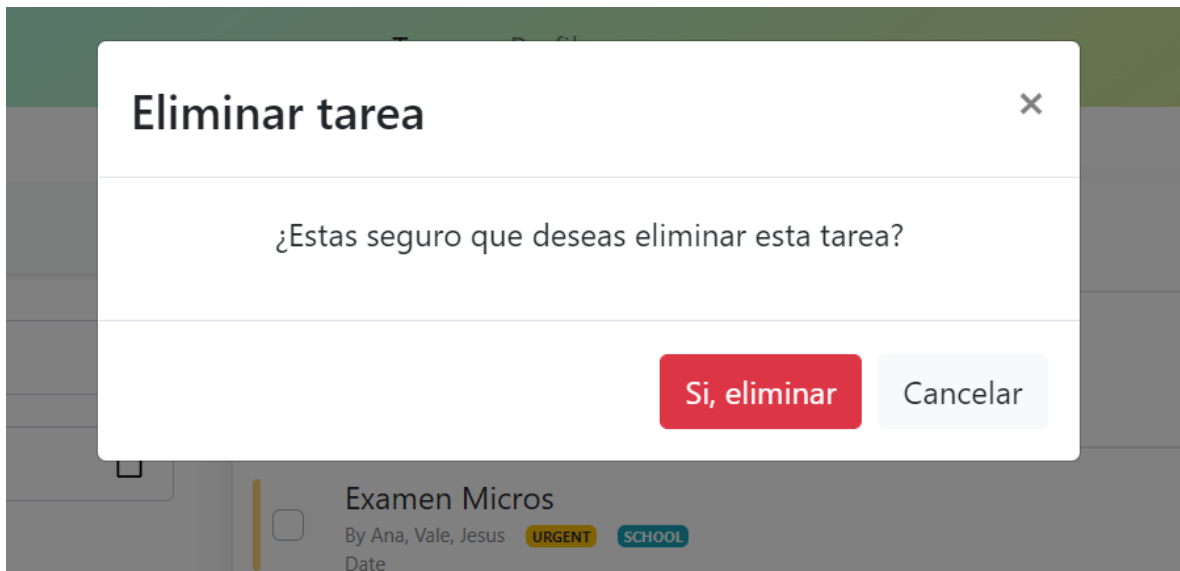 Eliminar tarea
×
¿Estas seguro que deseas eliminar esta tarea?
Si, eliminar Cancelar
Examen Micros
By Ana, Vale, Jesus URGENT SCHOOL
Date